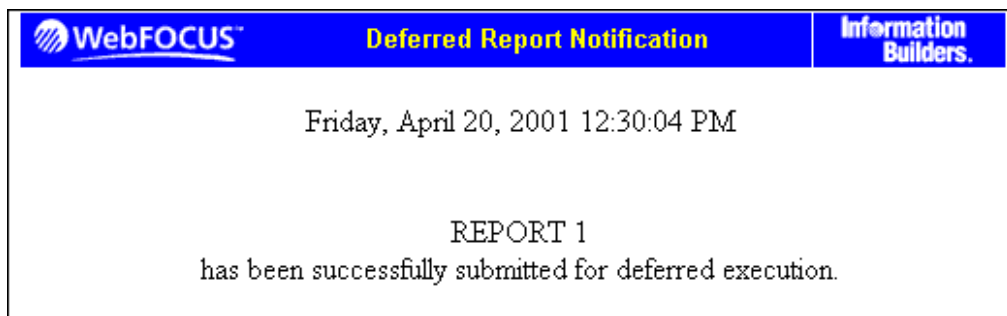 WebFOCUS™ Deferred Report Notification Information
Builders.
Friday, April 20, 2001 12:30:04 PM
REPORT 1
has been successfully submitted for deferred execution.